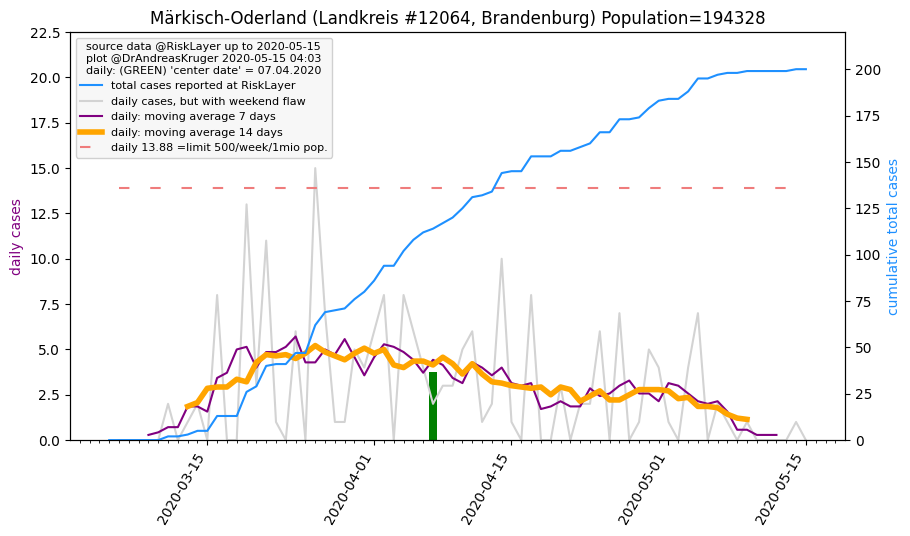 Märkisch-Oderland (Landkreis #12064, Brandenburg) Population=194328
source data @RiskLayer up to 2020-05-15
plot @DrAndreasKruger 2020-05-15 04:03
daily: (GREEN) 'center date' = 07.04.2020
total cases reported at RiskLayer
daily cases, but with weekend flaw
daily: moving average 7 days
daily: moving average 14 days
daily 13.88 =limit 500/week/1mio pop.
daily cases
22.5
20.0
17.5
15.0
12.5
10.0
7.5
5.0
2.5
0.0
200
175
150
125
100
75
50
25
0
cumulative total cases
2020-03-15
2020-04-01
2020-04-15
2020-05-01
2020-05-15